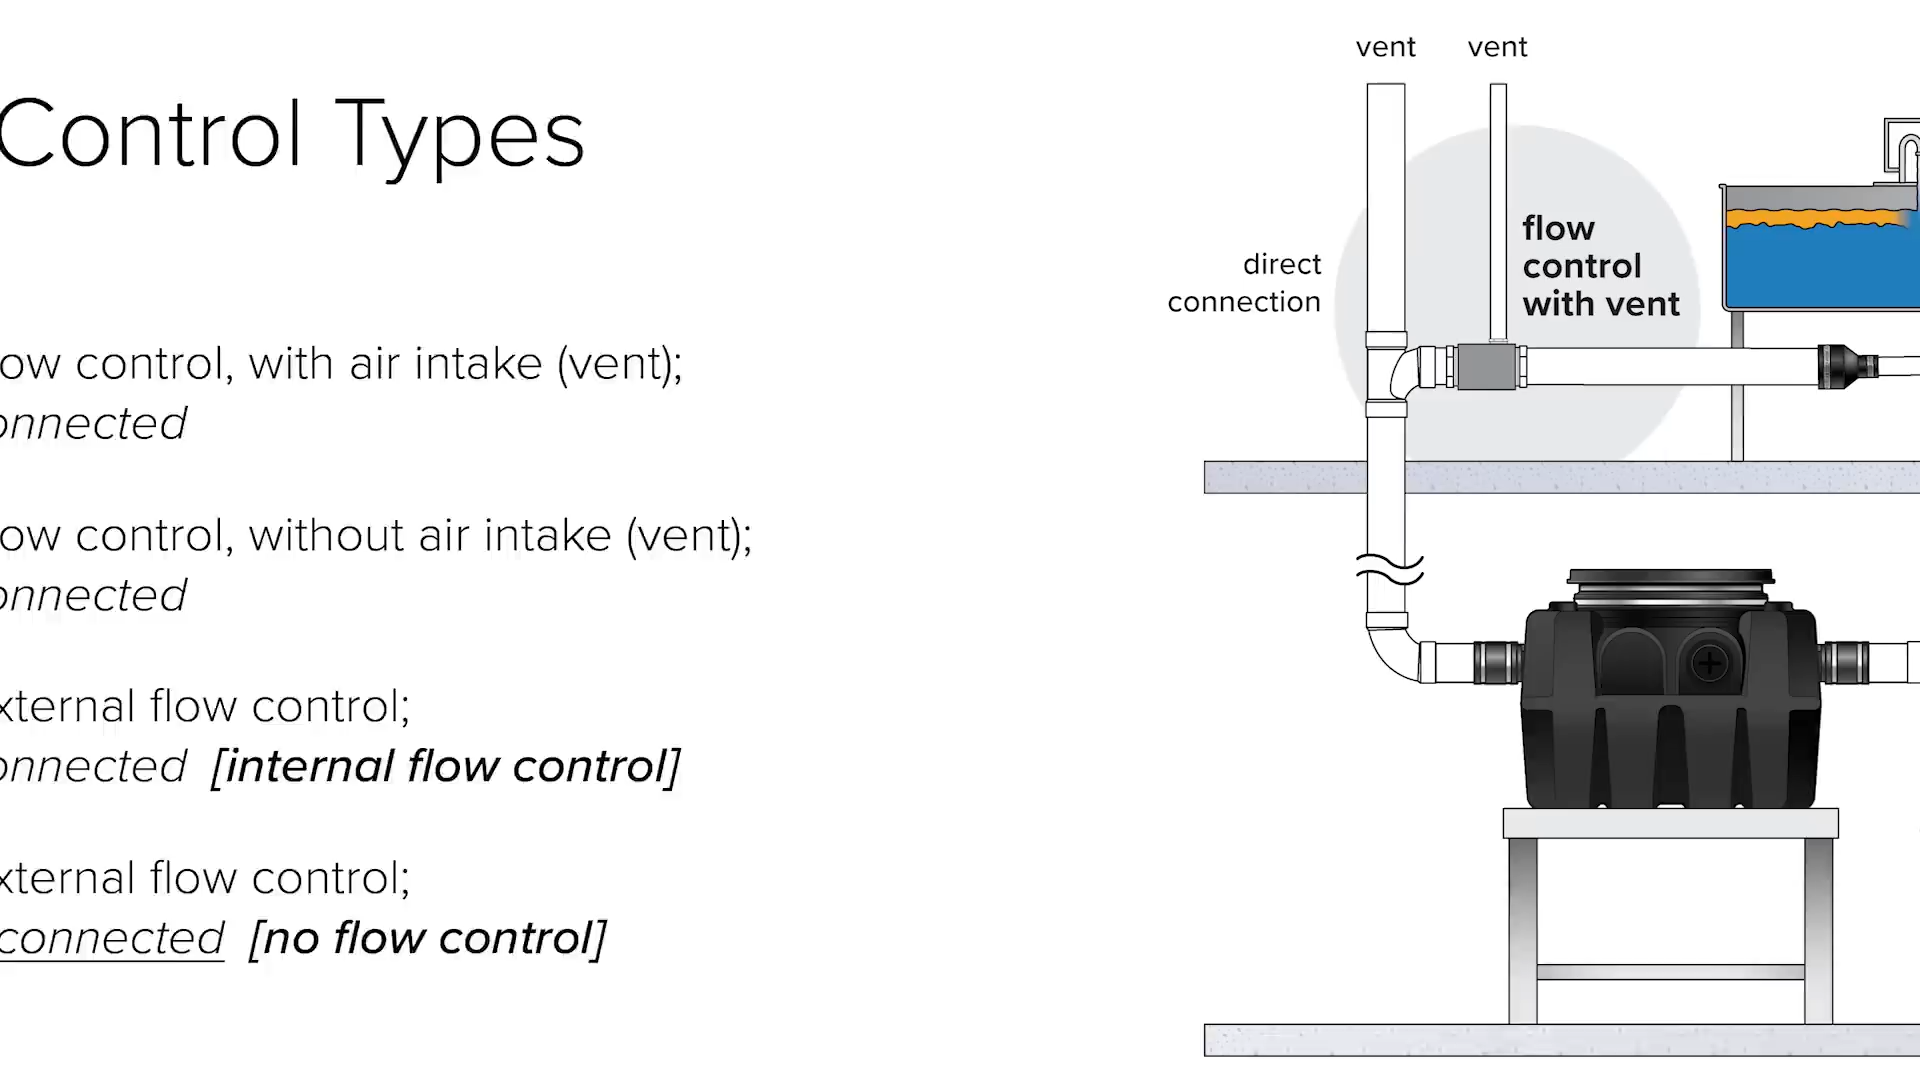 Control Types
ow control, with air intake (vent);
onnected
ow control, without air intake (vent);
onnected
xternal flow control;
onnected [internal flow control]
xternal flow control;
connected [no flow control]
vent vent
direct
connection
flow
control
with vent